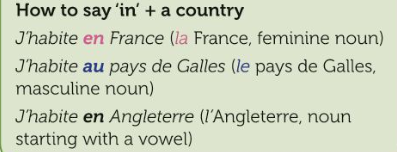 How to say 'in' + a country
J'habite en France (la France, feminine noun)
J'habite au pays de Galles (le pays de Galles,
masculine noun)
J'habite en Angleterre (l'Angleterre, noun
starting with a vowel)